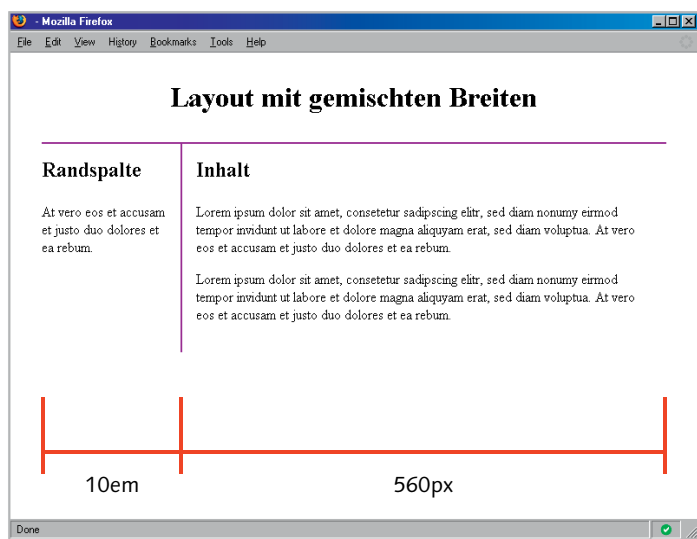 - Mozilla Firefox
File Edit View History Bookmarks Tools Help
Layout mit gemischten Breiten
Randspalte
At vero eos et accusam
et justo duo dolores et
ea rebum.
Inhalt
Lorem ipsum dolor sit amet, consetetur sadipscing elitr, sed diam nonumy eirmod
tempor invidunt ut labore et dolore magna aliquyam erat, sed diam voluptua. At vero
eos et accusam et justo duo dolores et ea rebum.
Lorem ipsum dolor sit amet, consetetur sadipscing elitr, sed diam nonumy eirmod
tempor invidunt ut labore et dolore magna aliquyam erat, sed diam voluptua. At vero
eos et accusam et justo duo dolores et ea rebum.
10em
560px
Done